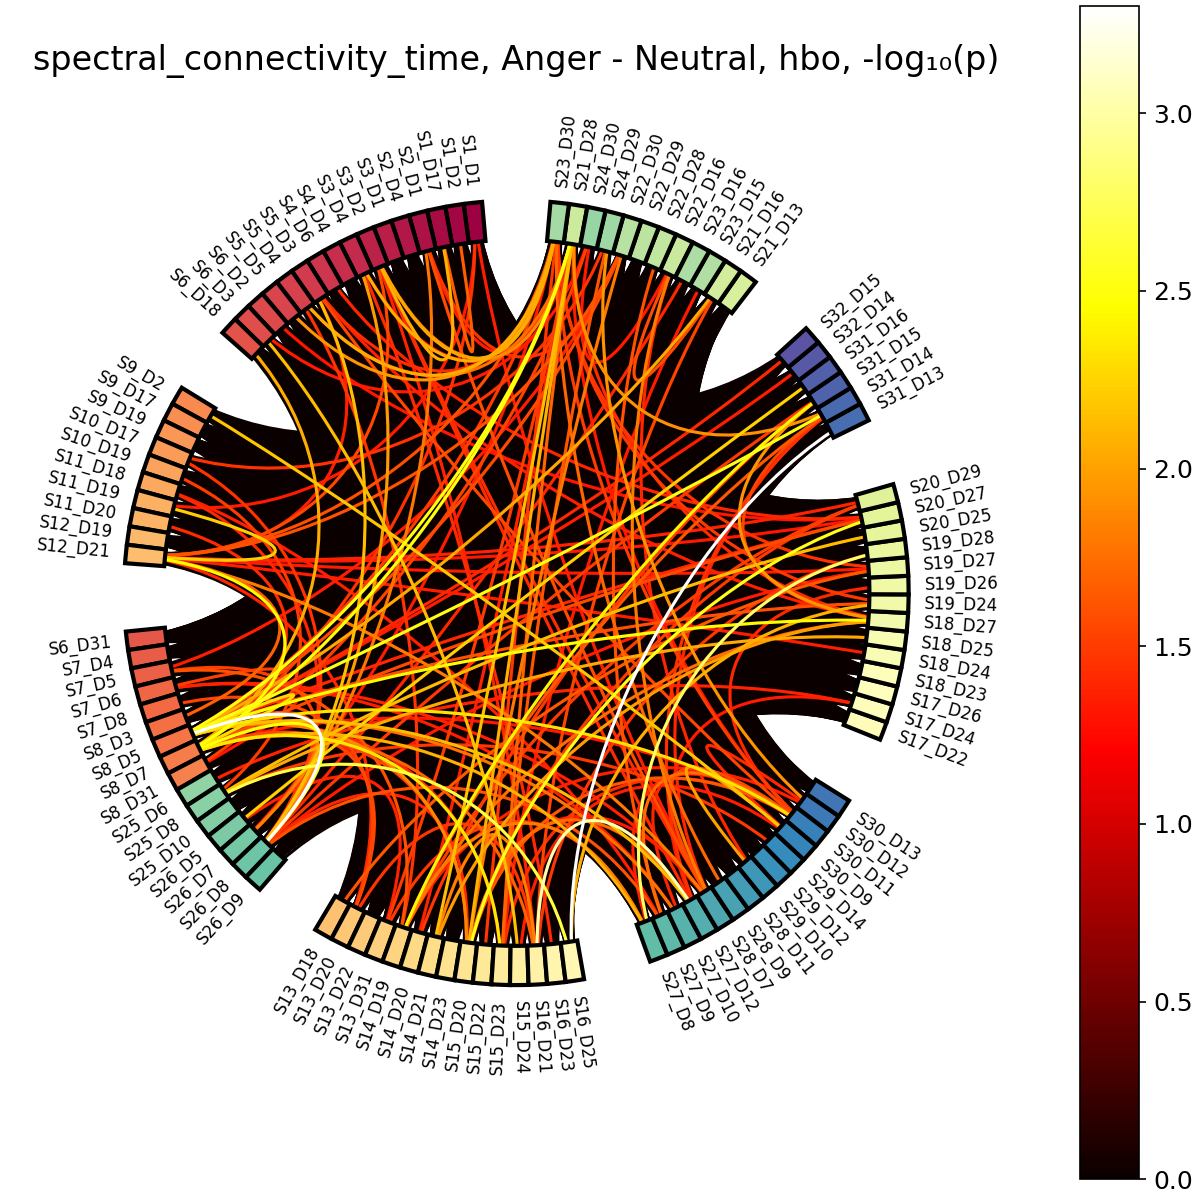 spectral_connectivity_time, Anger - Neutral, hbo, -log₁₀(p)
S1_D1
S1_D2
S1_D17
S2_D1
S2_D4
S3_D1
S3_D2
S3_D4
S4_D4
S4_D6
S5_D3
S5_D4
S5_D5
S6_D2
S6_D3
S6_D18
S9_D2
S9_D17
S9_D19
S10_D17
S10_D19
S11_D18
S11_D19
S11_D20
S12_D19
S12_D21
S6_D31
S7_D4
S7_D5
S7_D6
S7_D8
S8_D3
S8_D5
S8_D7
S8_D31
S25_D6
S25_D8
S25_D10
S26_D5
S26_D7
S26_D8
S26_D9
S13_D18
S13_D20
S13_D22
S13_D31
S14_D19
S14_D20
S14_D21
S14_D23
S15_D20
S15_D22
S15_D23
S15_D24
S16_D21
S16_D23
S16_D25
S27_D8
S27_D9
S27_D10
S27_D12
S28_D7
S28_D9
S28_D11
S29_D10
S29_D12
S29_D14
S30_D9
S30_D11
S30_D12
S30_D13
S17_D22
S17_D24
S17_D26
S18_D23
S18_D24
S18_D25
S18_D27
S19_D24
S19_D26
S19_D27
S19_D28
S20_D25
S20_D27
S20_D29
S31_D13
S31_D14
S31_D15
S31_D16
S32_D14
S32_D15
S21_D13
S21_D16
S23_D15
S23_D16
S22_D16
S22_D28
S22_D29
S22_D30
S24_D29
S24_D30
S21_D28
S23_D30
3.0
2.5
2.0
1.5
1.0
0.5
0.0